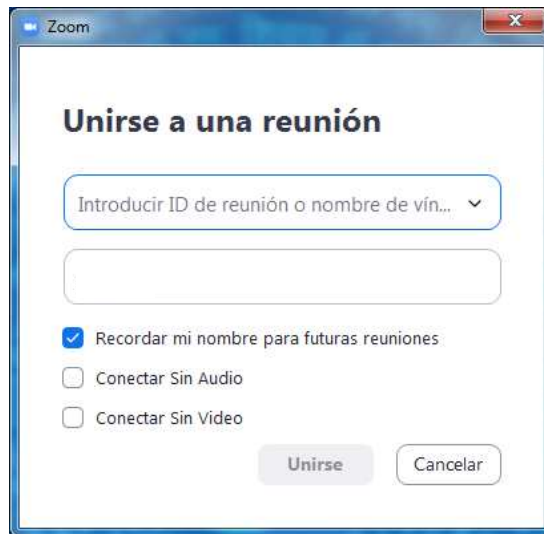 Zoom
Unirse a una reunión
Introducir ID de reunión o nombre de vín...
Recordar mi nombre para futuras reuniones
Conectar Sin Audio
Conectar Sin Video
Unirse
Cancelar